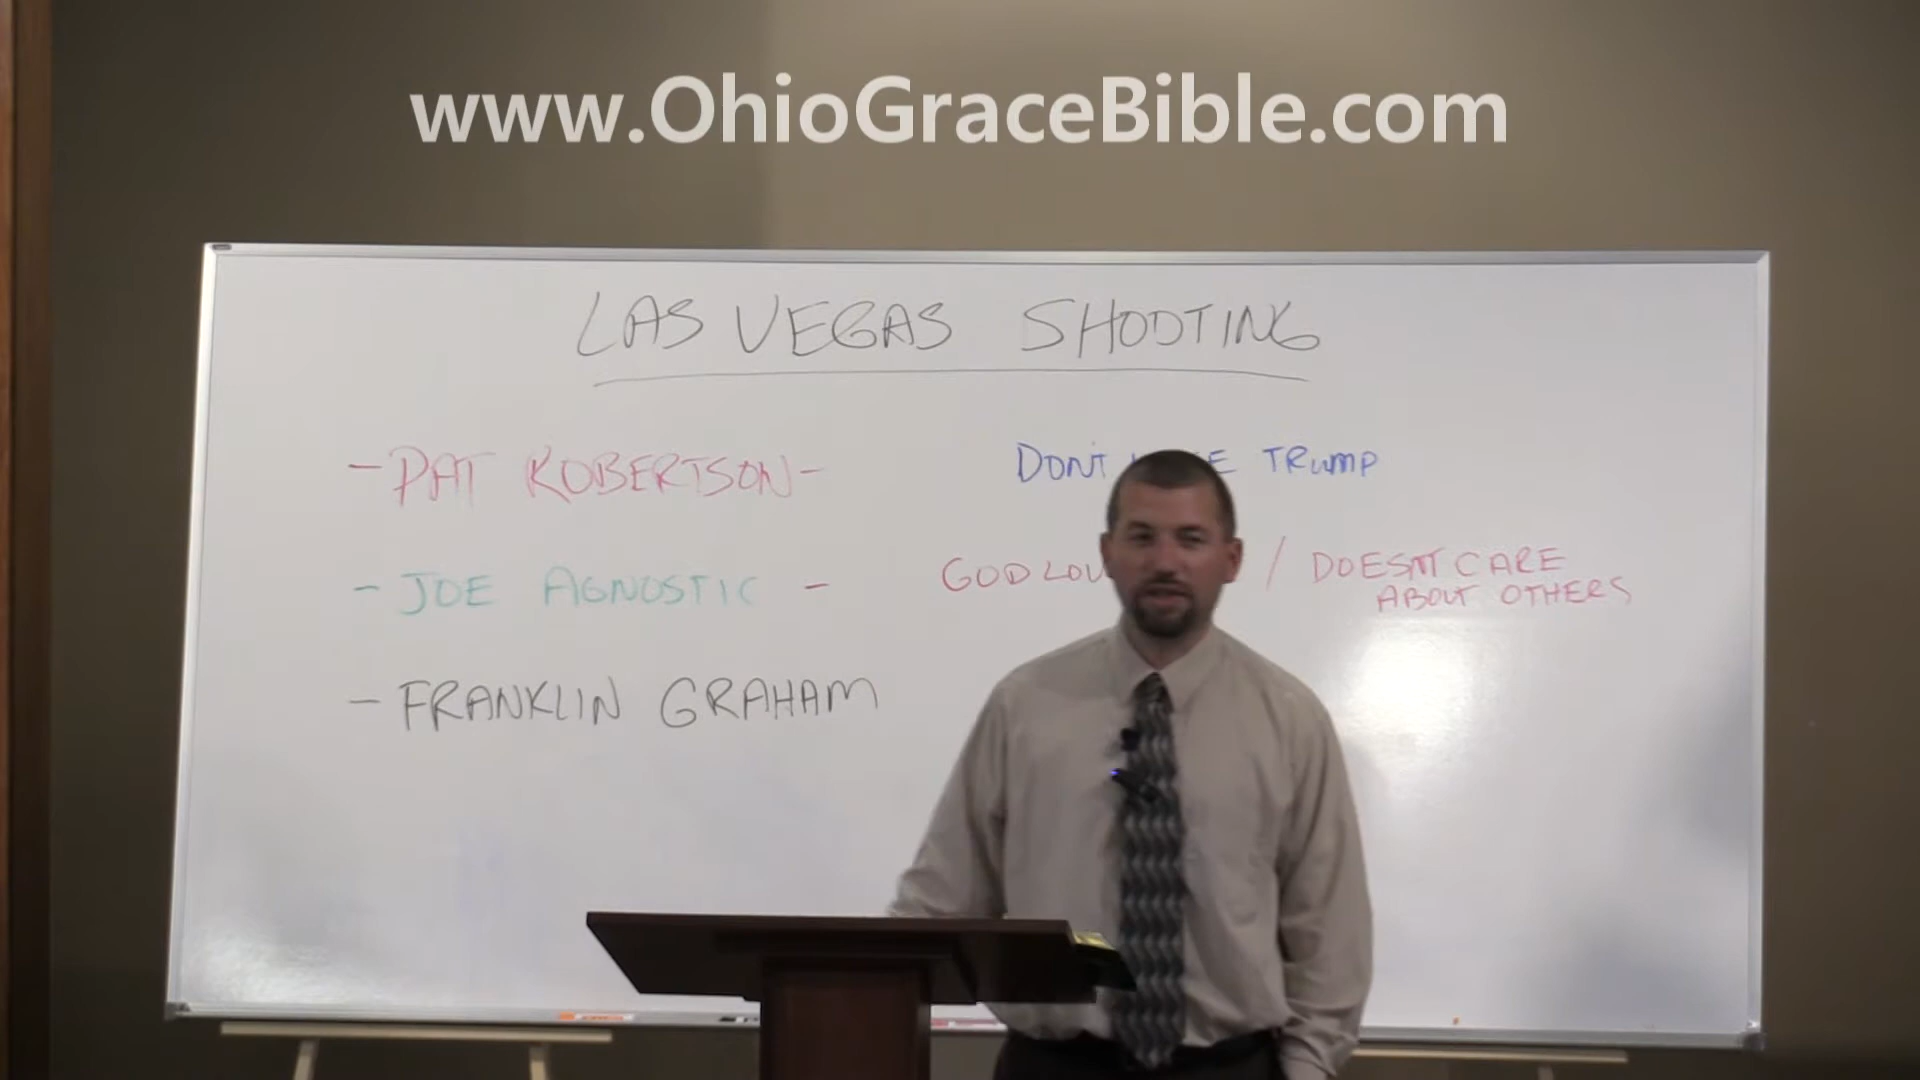 www.OhioGraceBible.com
LAS VEGAS SHOOTING
- PAT ROBERTSON - DONT TRUMP
- JOE AGNOSTIC - GOD / DOESNT CARE
ABOUT OTHERS
- FRANKLIN GRAHAM